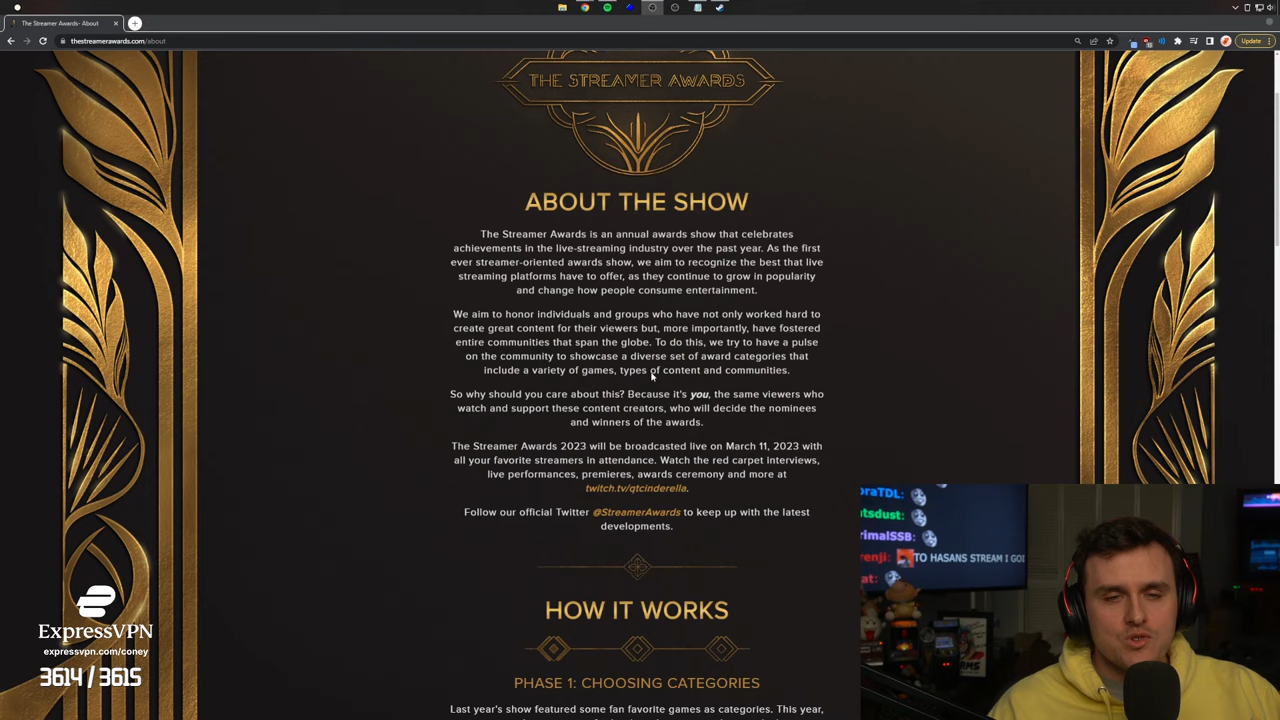 The Streamer Awards- About
thestreamerawards.com/about
Update
THE STREAMER AWARDS
ABOUT THE SHOW
The Streamer Awards is an annual awards show that celebrates
achievements in the live-streaming industry over the past year. As the first
ever streamer-oriented awards show, we aim to recognize the best that live
streaming platforms have to offer, as they continue to grow in popularity
and change how people consume entertainment.
We aim to honor individuals and groups who have not only worked hard to
create great content for their viewers but, more importantly, have fostered
entire communities that span the globe. To do this, we try to have a pulse
on the community to showcase a diverse set of award categories that
include a variety of games, types of content and communities.
So why should you care about this? Because it's you, the same viewers who
watch and support these content creators, who will decide the nominees
and winners of the awards.
The Streamer Awards 2023 will be broadcasted live on March 11, 2023 with
all your favorite streamers in attendance. Watch the red carpet interviews,
live performances, premieres, awards ceremony and more at
twitch.tv/qtcinderella.
Follow our official Twitter @StreamerAwards to keep up with the latest
developments.
HOW IT WORKS
PHASE 1: CHOOSING CATEGORIES
Last year's show featured some fan favorite games as categories. This year,
ExpressVPN
expressvpn.com/coney
3614 / 3615
oraTDL:
utsdust:
rimalSSB:
renji: TO HASANS STREAM I GOI
at: